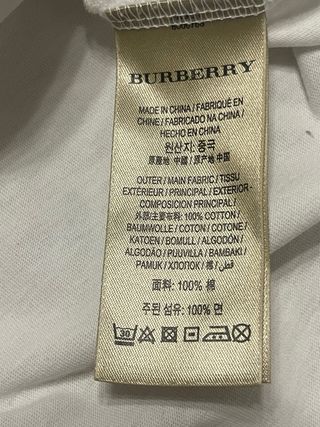 BURBERRY
MADE IN CHINA / FABRIQUÉ EN
CHINE / FABRICADO NA CHINA /
HECHO EN CHINA
원산지: 중국
原產地 中國 / 原产地 中国
OUTER / MAIN FABRIC / TISSU
EXTÉRIEUR / PRINCIPAL / EXTERIOR -
COMPOSICIÓN PRINCIPAL /
外部/主要布料: 100% COTTON /
BAUMWOLLE / COTON / COTONE /
KATOEN / BOMULL / ALGODÓN /
ALGODÃO / PUUVILLA / BAMBAKI /
PAMUK / ХЛОПОК / 棉 / قطن
面料: 100% 棉
주된 섬유: 100% 면
30